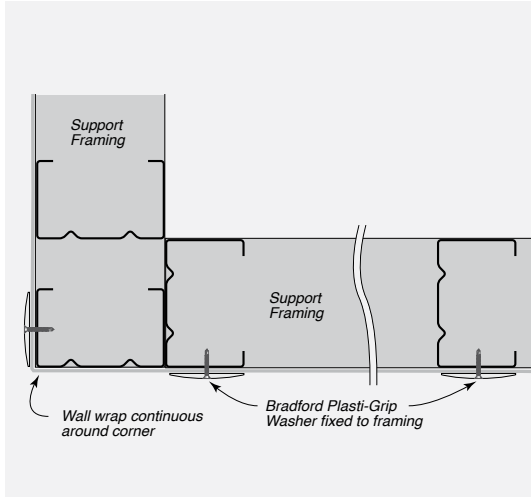 Support
Framing
Support
Framing
Wall wrap continuous
around corner
Bradford Plasti-Grip
Washer fixed to framing